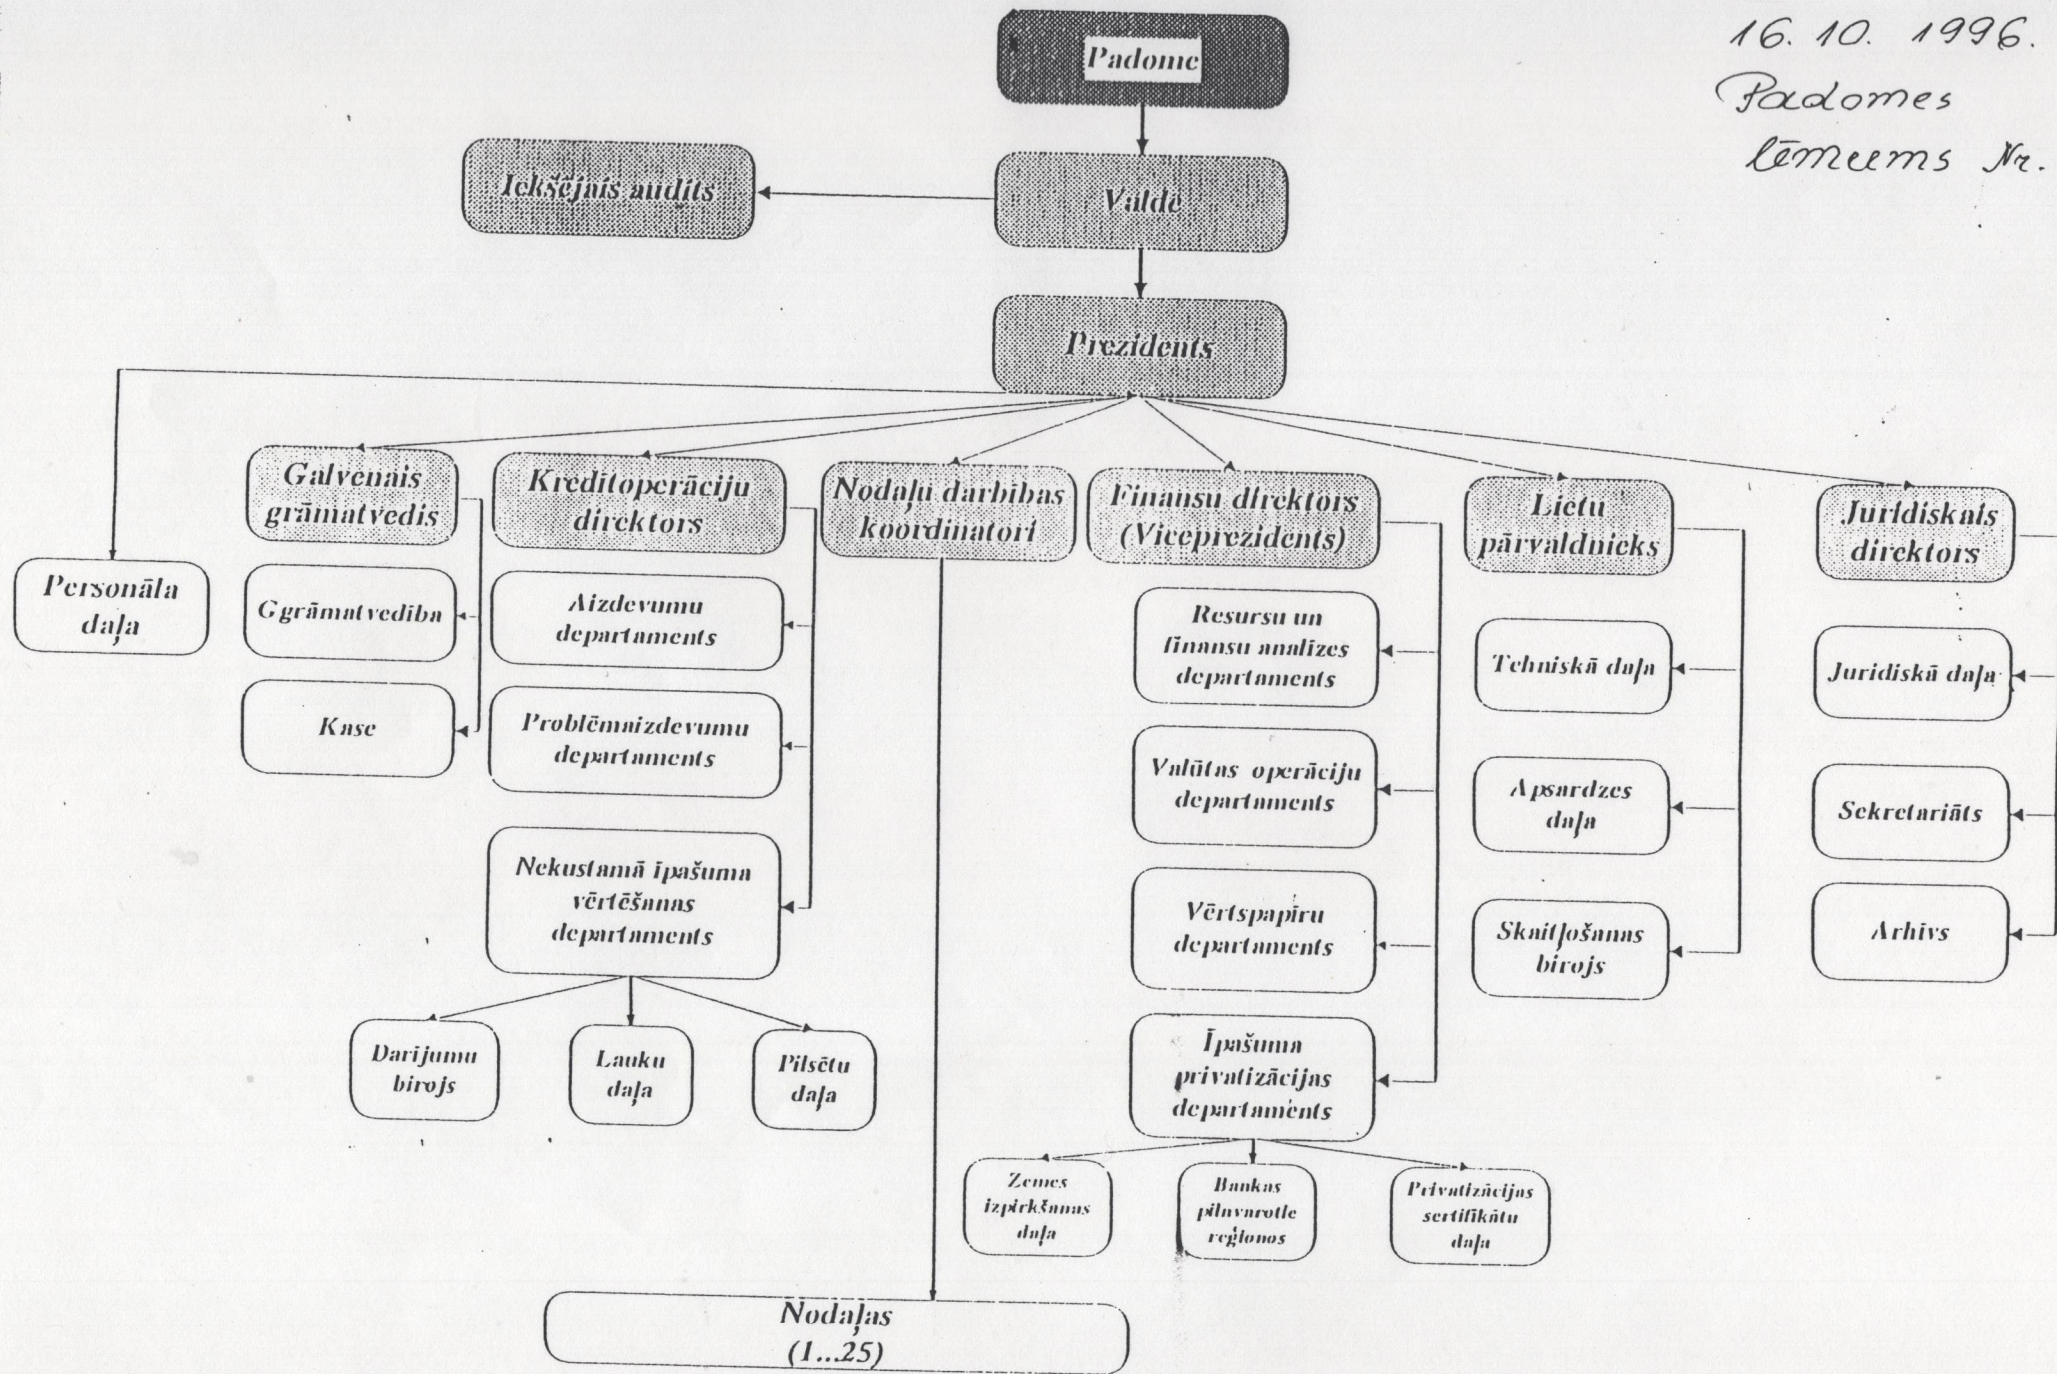 16. 10. 1996.
Padomes
lēmums Nr.
Padome
Iekšējais audits
Valde
Prezidents
Galvenais
grāmatvedis
Kreditoperāciju
direktors
Nodaļu darbības
koordinatori
Finansu direktors
(Viceprezidents)
Lietu
pārvaldnieks
Juridiskais
direktors
Personāla
daļa
Ggrāmatvedība
Kase
Aizdevumu
departaments
Problēmaizdevumu
departaments
Nekustamā īpašuma
vērtēšanas
departaments
Darījumu
birojs
Lauku
daļa
Pilsētu
daļa
Resursu un
finansu analīzes
departaments
Valūtas operāciju
departaments
Vērtspapīru
departaments
Īpašuma
privatizācijas
departaments
Zemes
izpirkšanas
daļa
Bankas
pilnvarotie
reģionos
Privatizācijas
sertifikātu
daļa
Tehniskā daļa
Apsardzes
daļa
Skaitļošanas
birojs
Juridiskā daļa
Sekretariāts
Arhīvs
Nodaļas
(1...25)